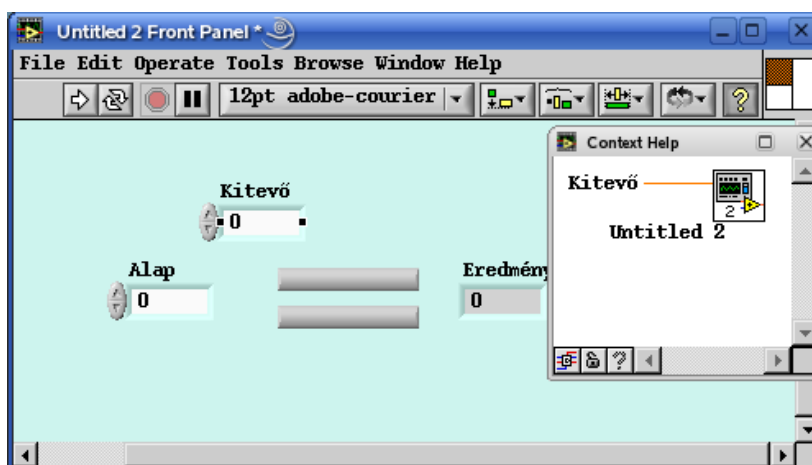 Untitled 2 Front Panel *
File Edit Operate Tools Browse Window Help
12pt adobe-courier
?
Context Help
Kitevő
2
Untitled 2
?
Kitevő
0
Alap
0
Eredmény
0